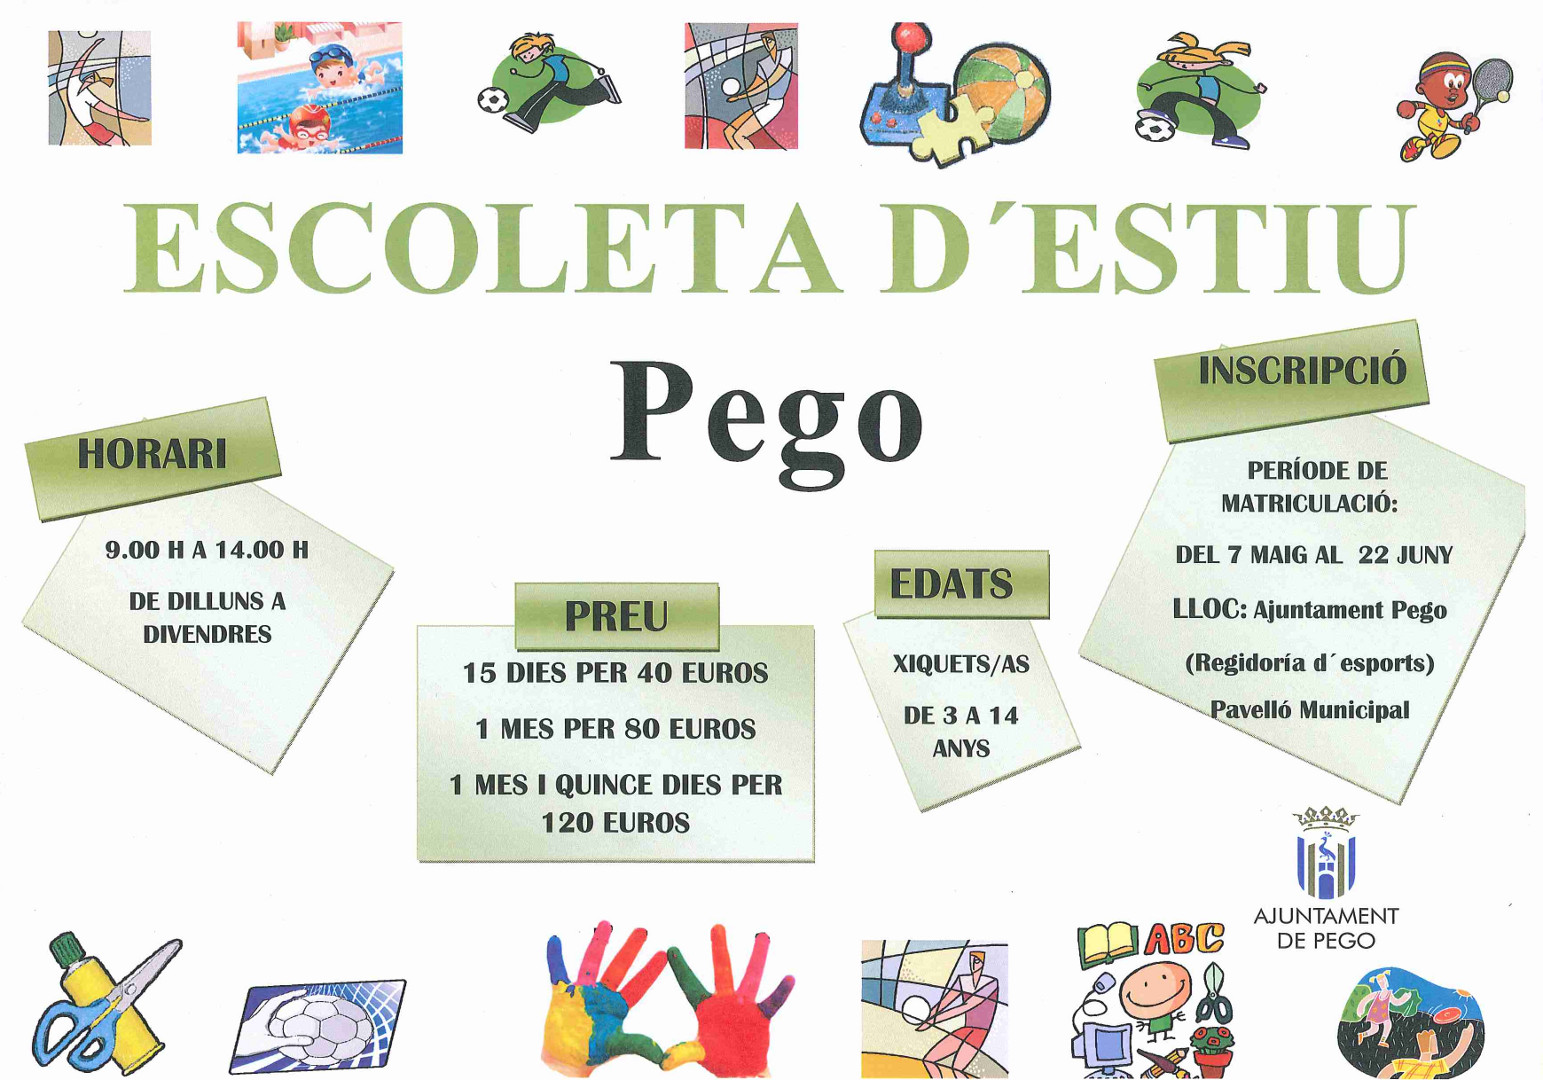 ESCOLETA D´ESTIU
Pego
HORARI
9.00 H A 14.00 H
DE DILLUNS A
DIVENDRES
PREU
15 DIES PER 40 EUROS
1 MES PER 80 EUROS
1 MES I QUINCE DIES PER
120 EUROS
EDATS
XIQUETS/AS
DE 3 A 14
ANYS
INSCRIPCIÓ
PERÍODE DE
MATRICULACIÓ:
DEL 7 MAIG AL 22 JUNY
LLOC: Ajuntament Pego
(Regidoría d´esports)
Pavelló Municipal
AJUNTAMENT
DE PEGO
ABC